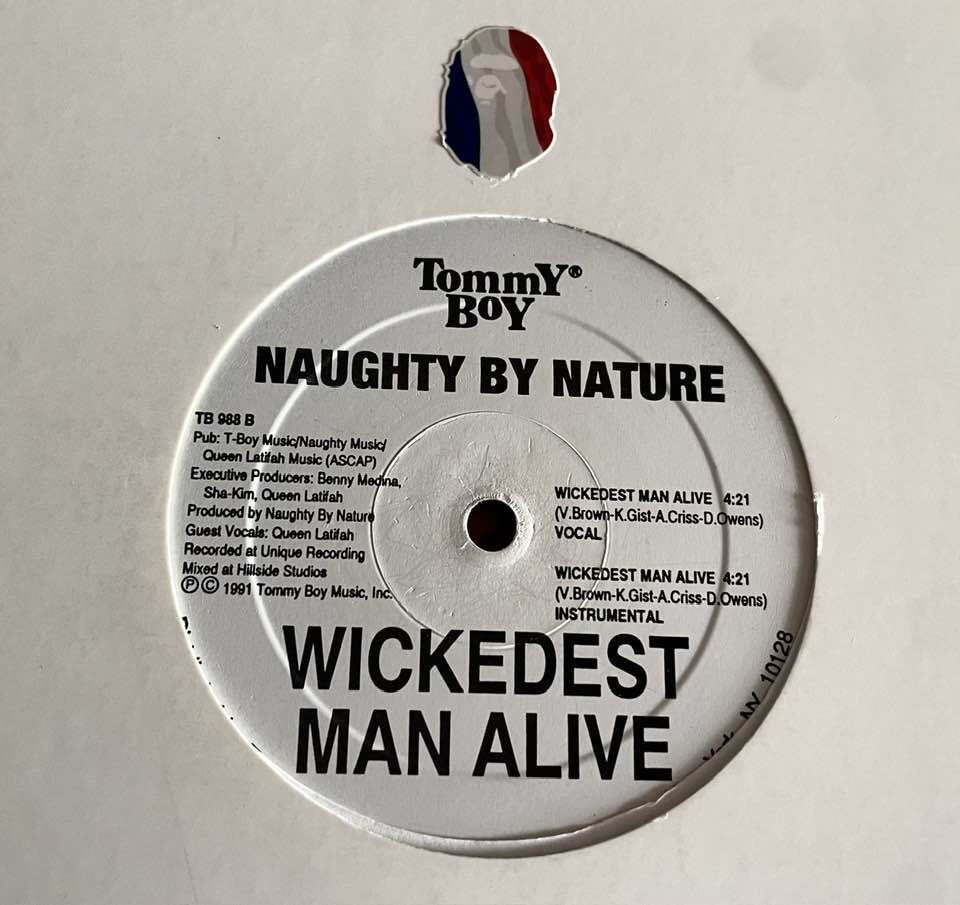 TommY®
BoY
NAUGHTY BY NATURE
TB 988 B
Pub: T-Boy Music/Naughty Music/
Queen Latifah Music (ASCAP)
Executive Producers: Benny Medina,
Sha-Kim, Queen Latifah
Produced by Naughty By Nature
Guest Vocals: Queen Latifah
Recorded at Unique Recording
Mixed at Hillside Studios
Ⓟ © 1991 Tommy Boy Music, Inc.
WICKEDEST MAN ALIVE 4:21
(V.Brown-K.Gist-A.Criss-D.Owens)
VOCAL
WICKEDEST MAN ALIVE 4:21
(V.Brown-K.Gist-A.Criss-D.Owens)
INSTRUMENTAL
WICKEDEST
MAN ALIVE
NY 10128